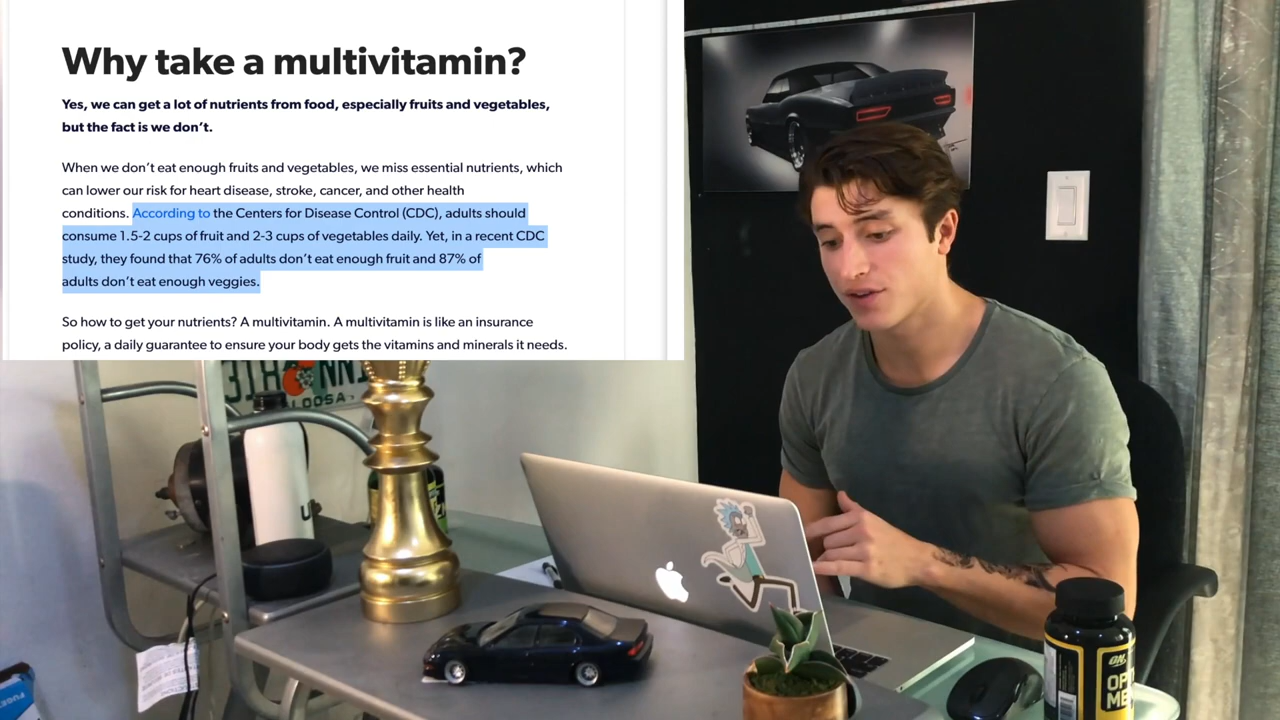 Why take a multivitamin?
Yes, we can get a lot of nutrients from food, especially fruits and vegetables,
but the fact is we don't.
When we don't eat enough fruits and vegetables, we miss essential nutrients, which
can lower our risk for heart disease, stroke, cancer, and other health
conditions. According to the Centers for Disease Control (CDC), adults should
consume 1.5-2 cups of fruit and 2-3 cups of vegetables daily. Yet, in a recent CDC
study, they found that 76% of adults don't eat enough fruit and 87% of
adults don't eat enough veggies.
So how to get your nutrients? A multivitamin. A multivitamin is like an insurance
policy, a daily guarantee to ensure your body gets the vitamins and minerals it needs.
LOOSA
ON
OPT
ME